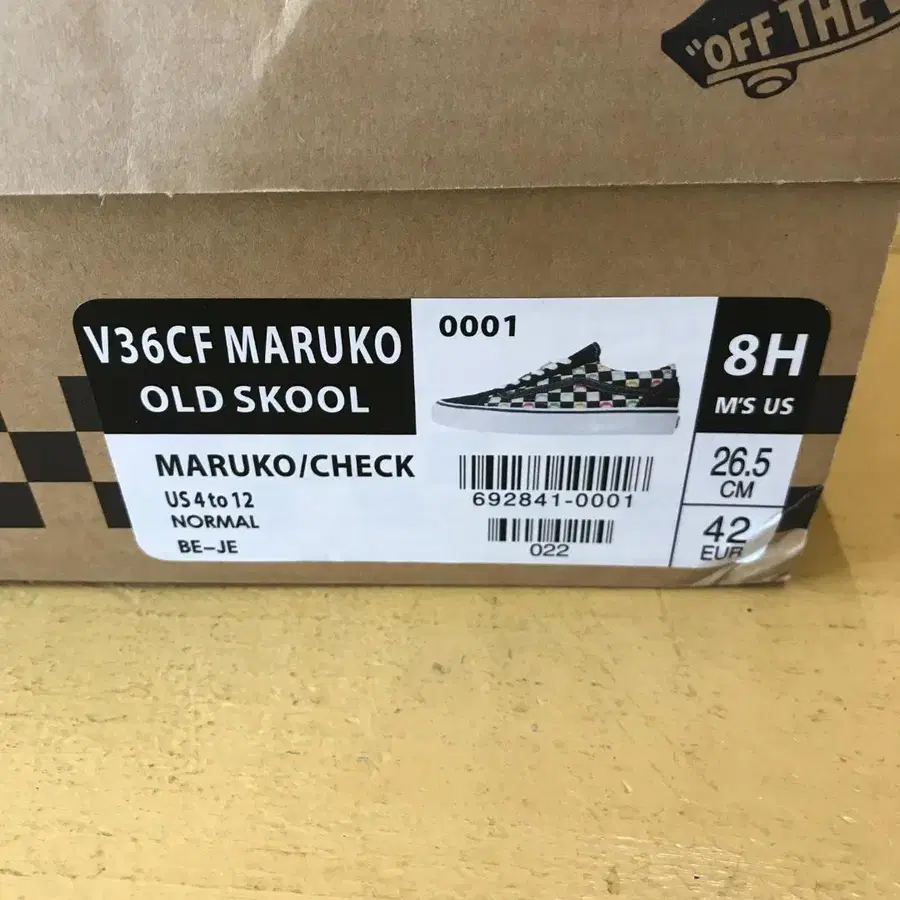 "OFF THE
V36CF MARUKO
OLD SKOOL
0001
8H
M'S US
MARUKO/CHECK
US 4 to 12
NORMAL
BE-JE
692841-0001
022
26.5
CM
42
EUR